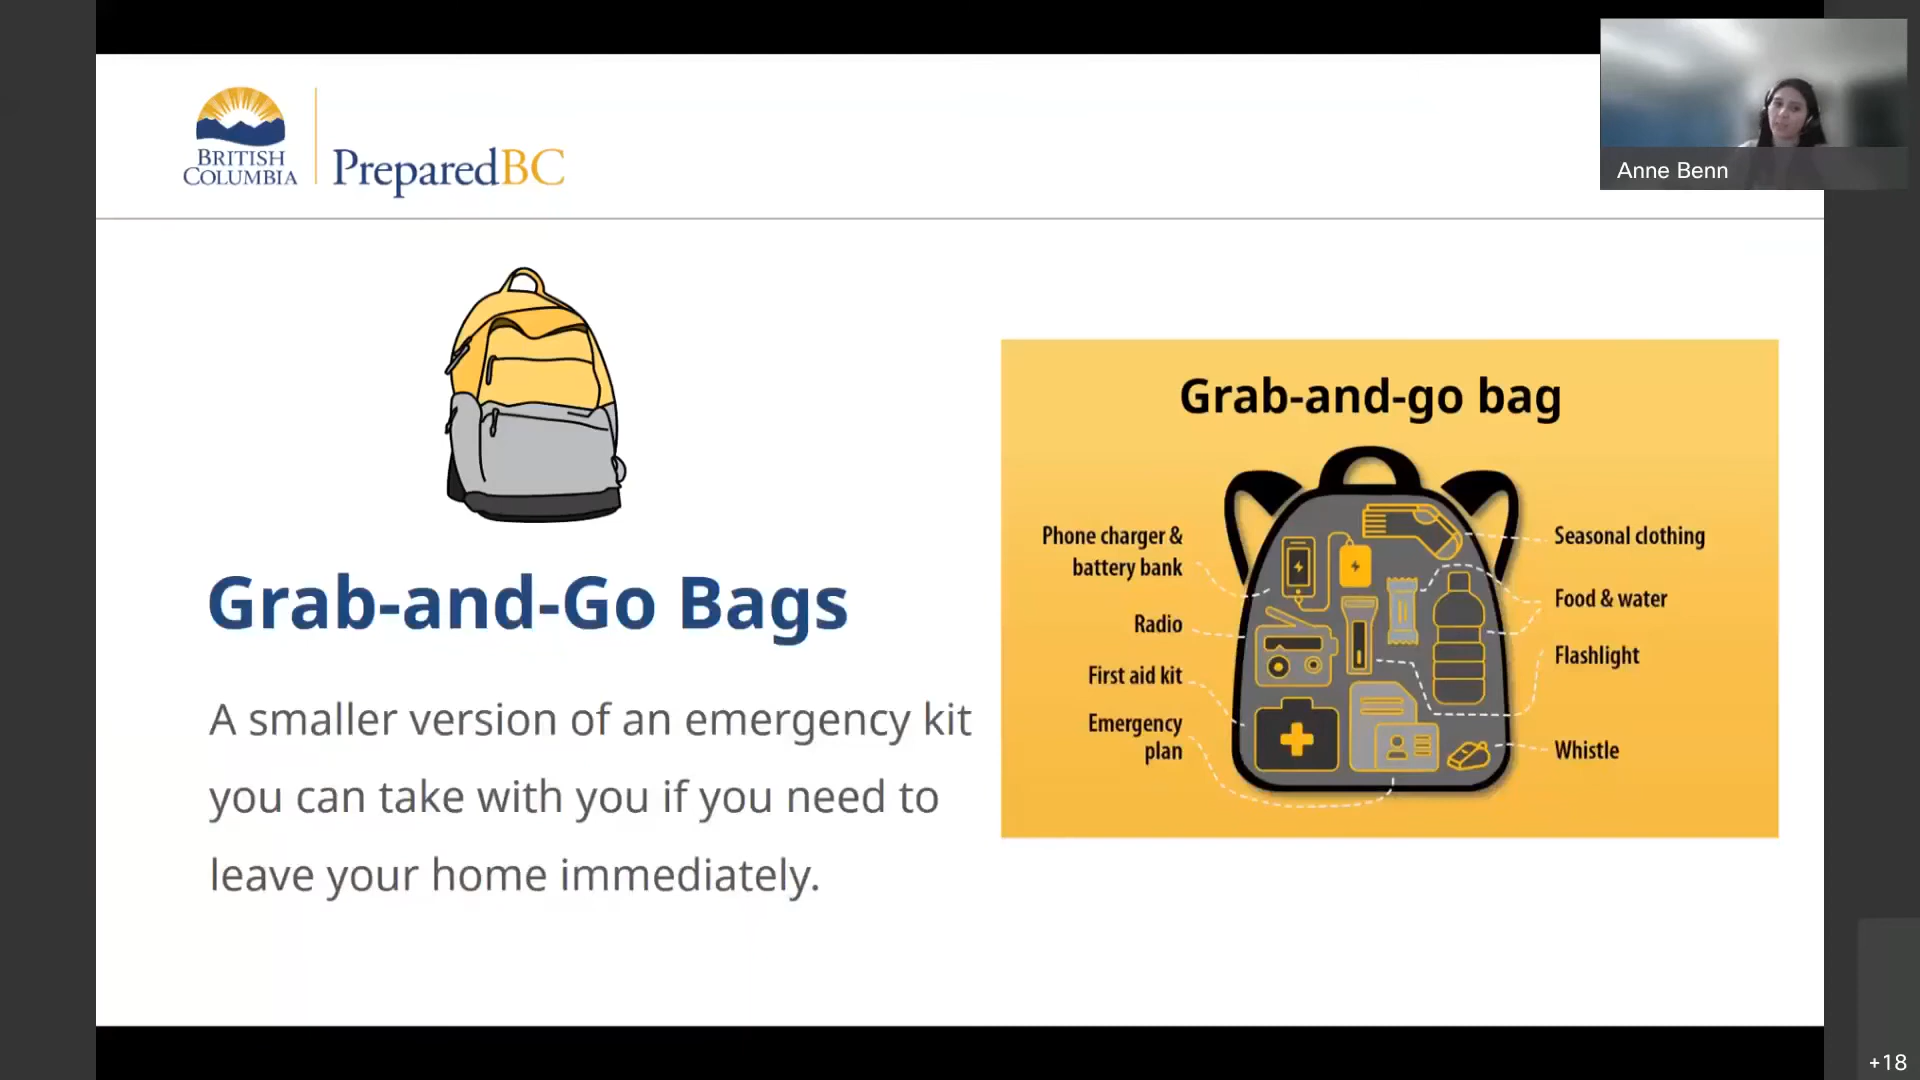 BRITISH
COLUMBIA
PreparedBC
Anne Benn
Grab-and-Go Bags
A smaller version of an emergency kit
you can take with you if you need to
leave your home immediately.
Grab-and-go bag
Phone charger &
battery bank
Radio
First aid kit
Emergency
plan
Seasonal clothing
Food & water
Flashlight
Whistle
+18